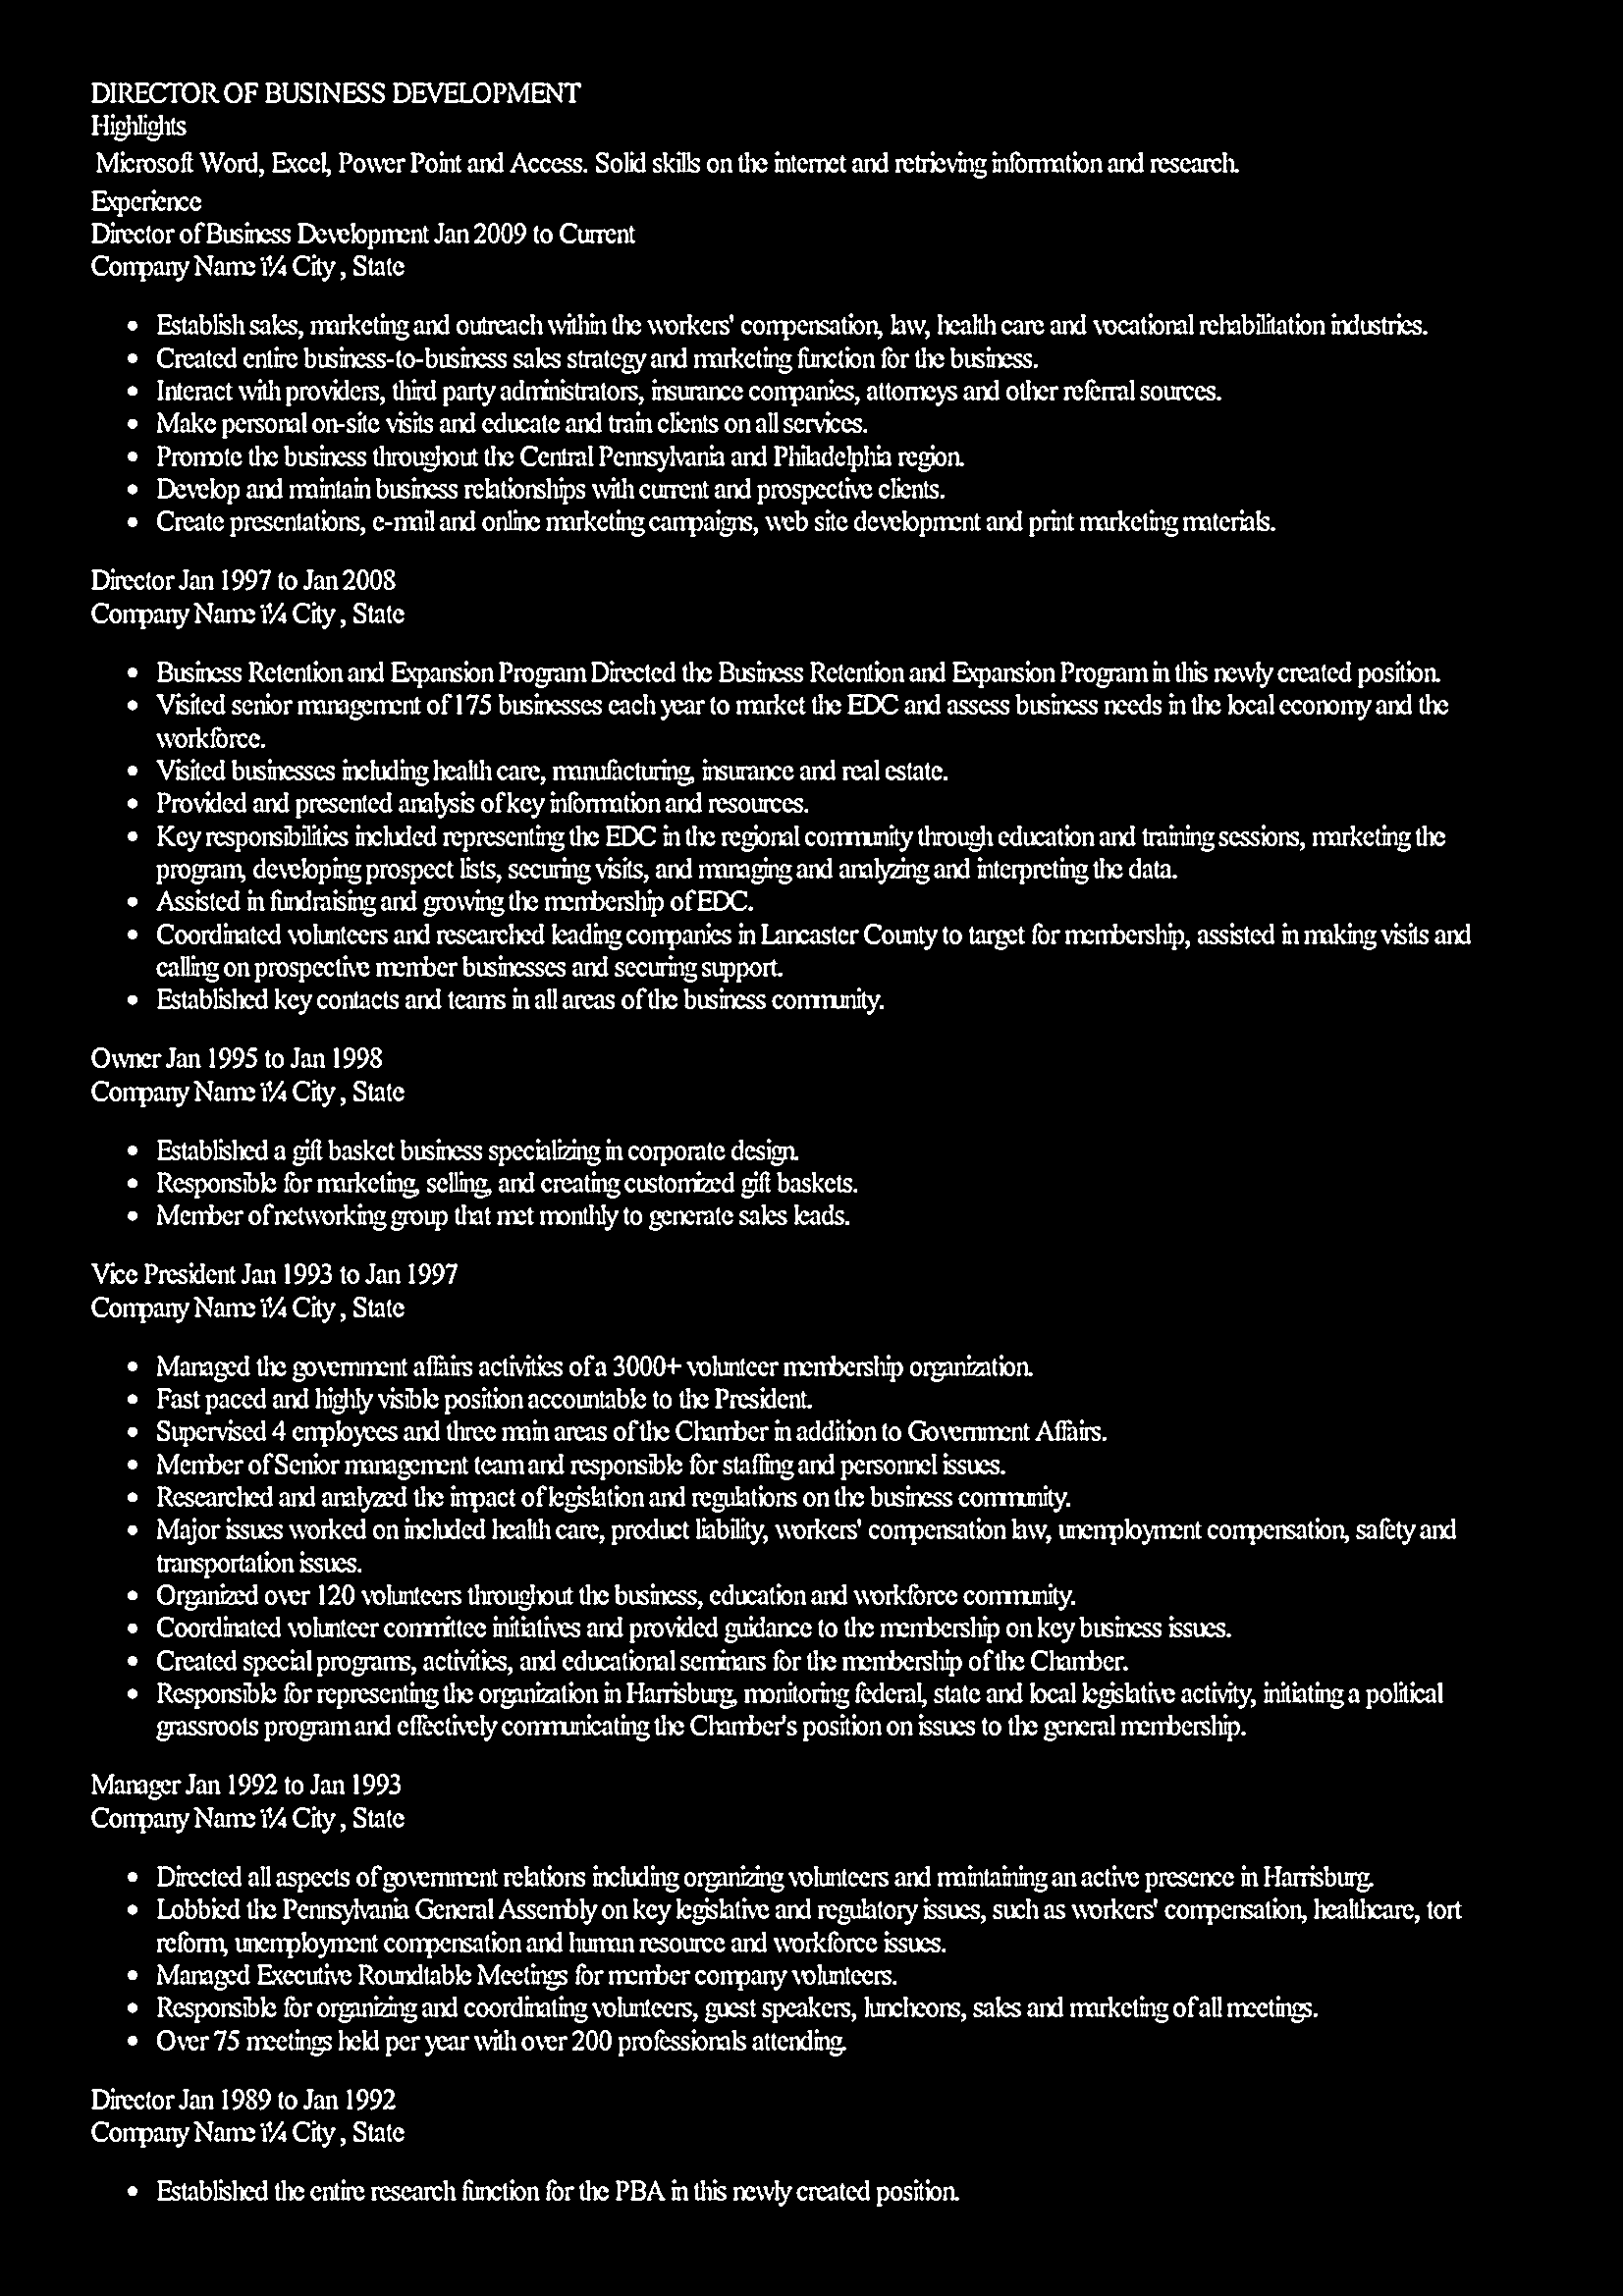 DIRECTOR OF BUSINESS DEVELOPMENT
Highlights
Microsoft Word, Excel, Power Point and Access. Solid skills on the internet and retrieving information and research.
Experience
Director of Business Development Jan 2009 to Current
Company Name ï¼ City , State
• Establish sales, marketing and outreach within the workers' compensation, law, health care and vocational rehabilitation industries.
• Created entire business-to-business sales strategy and marketing function for the business.
• Interact with providers, third party administrators, insurance companies, attorneys and other referral sources.
• Make personal on-site visits and educate and train clients on all services.
• Promote the business throughout the Central Pennsylvania and Philadelphia region.
• Develop and maintain business relationships with current and prospective clients.
• Create presentations, e-mail and online marketing campaigns, web site development and print marketing materials.
Director Jan 1997 to Jan 2008
Company Name ï¼ City , State
• Business Retention and Expansion Program Directed the Business Retention and Expansion Program in this newly created position.
• Visited senior management of 175 businesses each year to market the EDC and assess business needs in the local economy and the
workforce.
• Visited businesses including health care, manufacturing, insurance and real estate.
• Provided and presented analysis of key information and resources.
• Key responsibilities included representing the EDC in the regional community through education and training sessions, marketing the
program, developing prospect lists, securing visits, and managing and analyzing and interpreting the data.
• Assisted in fundraising and growing the membership of EDC.
• Coordinated volunteers and researched leading companies in Lancaster County to target for membership, assisted in making visits and
calling on prospective member businesses and securing support.
• Established key contacts and teams in all areas of the business community.
Owner Jan 1995 to Jan 1998
Company Name ï¼ City , State
• Established a gift basket business specializing in corporate design.
• Responsible for marketing, selling, and creating customized gift baskets.
• Member of networking group that met monthly to generate sales leads.
Vice President Jan 1993 to Jan 1997
Company Name ï¼ City , State
• Managed the government affairs activities of a 3000+ volunteer membership organization.
• Fast paced and highly visible position accountable to the President.
• Supervised 4 employees and three main areas of the Chamber in addition to Government Affairs.
• Member of Senior management team and responsible for staffing and personnel issues.
• Researched and analyzed the impact of legislation and regulations on the business community.
• Major issues worked on included health care, product liability, workers' compensation law, unemployment compensation, safety and
transportation issues.
• Organized over 120 volunteers throughout the business, education and workforce community.
• Coordinated volunteer committee initiatives and provided guidance to the membership on key business issues.
• Created special programs, activities, and educational seminars for the membership of the Chamber.
• Responsible for representing the organization in Harrisburg, monitoring federal, state and local legislative activity, initiating a political
grassroots program and effectively communicating the Chamber's position on issues to the general membership.
Manager Jan 1992 to Jan 1993
Company Name ï¼ City , State
• Directed all aspects of government relations including organizing volunteers and maintaining an active presence in Harrisburg.
• Lobbied the Pennsylvania General Assembly on key legislative and regulatory issues, such as workers' compensation, healthcare, tort
reform, unemployment compensation and human resource and workforce issues.
• Managed Executive Roundtable Meetings for member company volunteers.
• Responsible for organizing and coordinating volunteers, guest speakers, luncheons, sales and marketing of all meetings.
• Over 75 meetings held per year with over 200 professionals attending.
Director Jan 1989 to Jan 1992
Company Name ï¼ City , State
• Established the entire research function for the PBA in this newly created position.